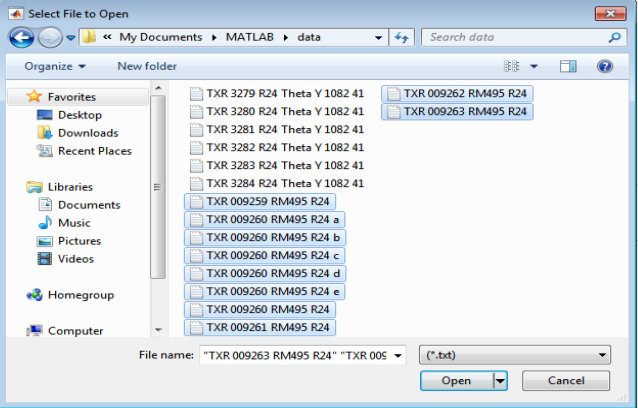 Select File to Open
« My Documents MATLAB data Search data
Organize New folder
Favorites
Desktop
Downloads
Recent Places
Libraries
Documents
Music
Pictures
Videos
Homegroup
Computer
TXR 3279 R24 Theta Y 1082 41
TXR 3280 R24 Theta Y 1082 41
TXR 3281 R24 Theta Y 1082 41
TXR 3282 R24 Theta Y 1082 41
TXR 3283 R24 Theta Y 1082 41
TXR 3284 R24 Theta Y 1082 41
TXR 009259 RM495 R24
TXR 009260 RM495 R24 a
TXR 009260 RM495 R24 b
TXR 009260 RM495 R24 c
TXR 009260 RM495 R24 d
TXR 009260 RM495 R24 e
TXR 009260 RM495 R24
TXR 009261 RM495 R24
TXR 009262 RM495 R24
TXR 009263 RM495 R24
File name: "TXR 009263 RM495 R24" "TXR 009 (*.txt)
Open Cancel